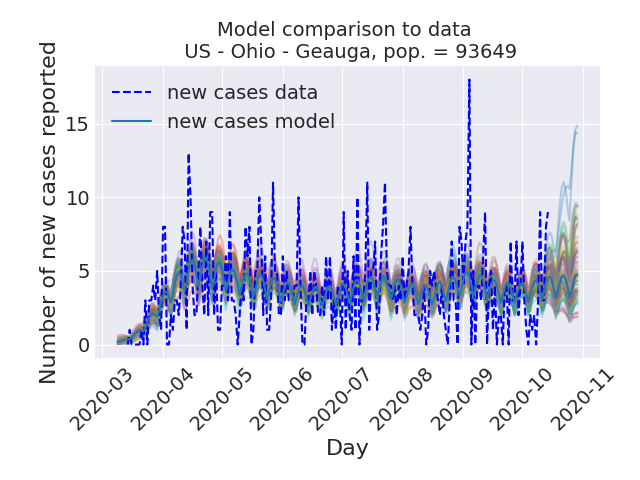 Model comparison to data
US - Ohio - Geauga, pop. = 93649
Number of new cases reported
new cases data
new cases model
15
10
5
0
2020-03
2020-04
2020-05
2020-06
2020-07
2020-08
2020-09
2020-10
2020-11
Day